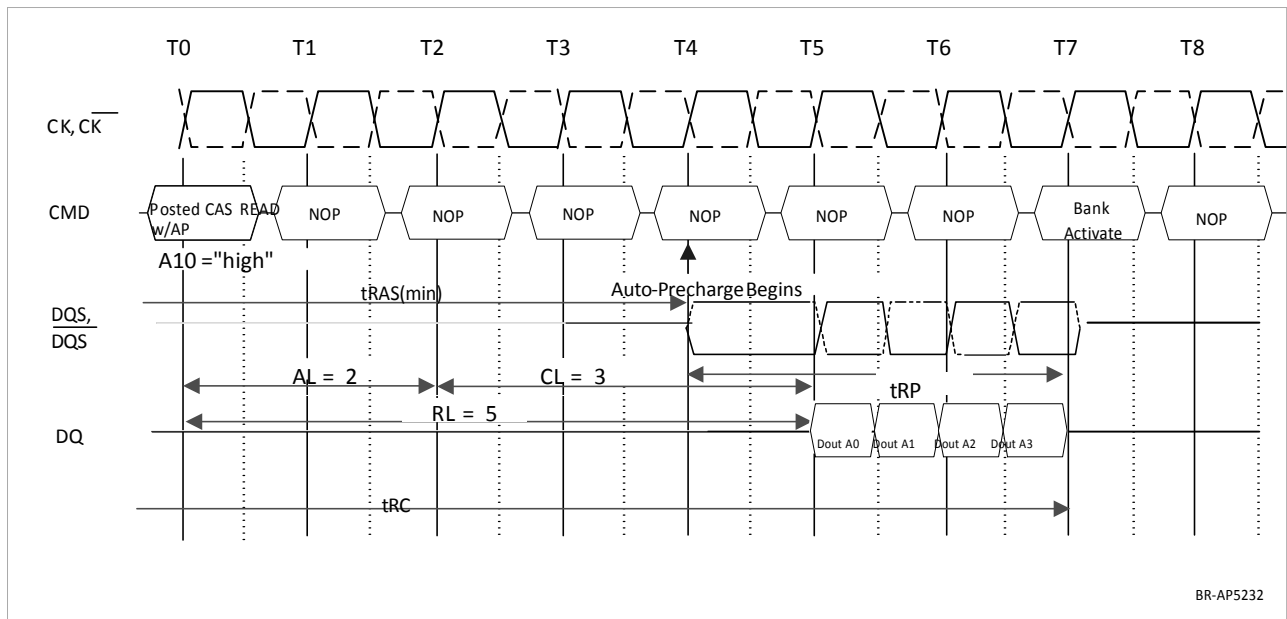 T0 T1 T2 T3 T4 T5 T6 T7 T8
CK, CK
CMD
Posted CAS READ
w/AP
NOP NOP NOP NOP NOP NOP
Bank
Activate
NOP
A10 ="high"
tRAS(min)
Auto-Precharge Begins
DQS,
DQS
AL = 2
CL = 3
tRP
RL = 5
DQ
Dout A0 Dout A1 Dout A2 Dout A3
tRC
BR-AP5232